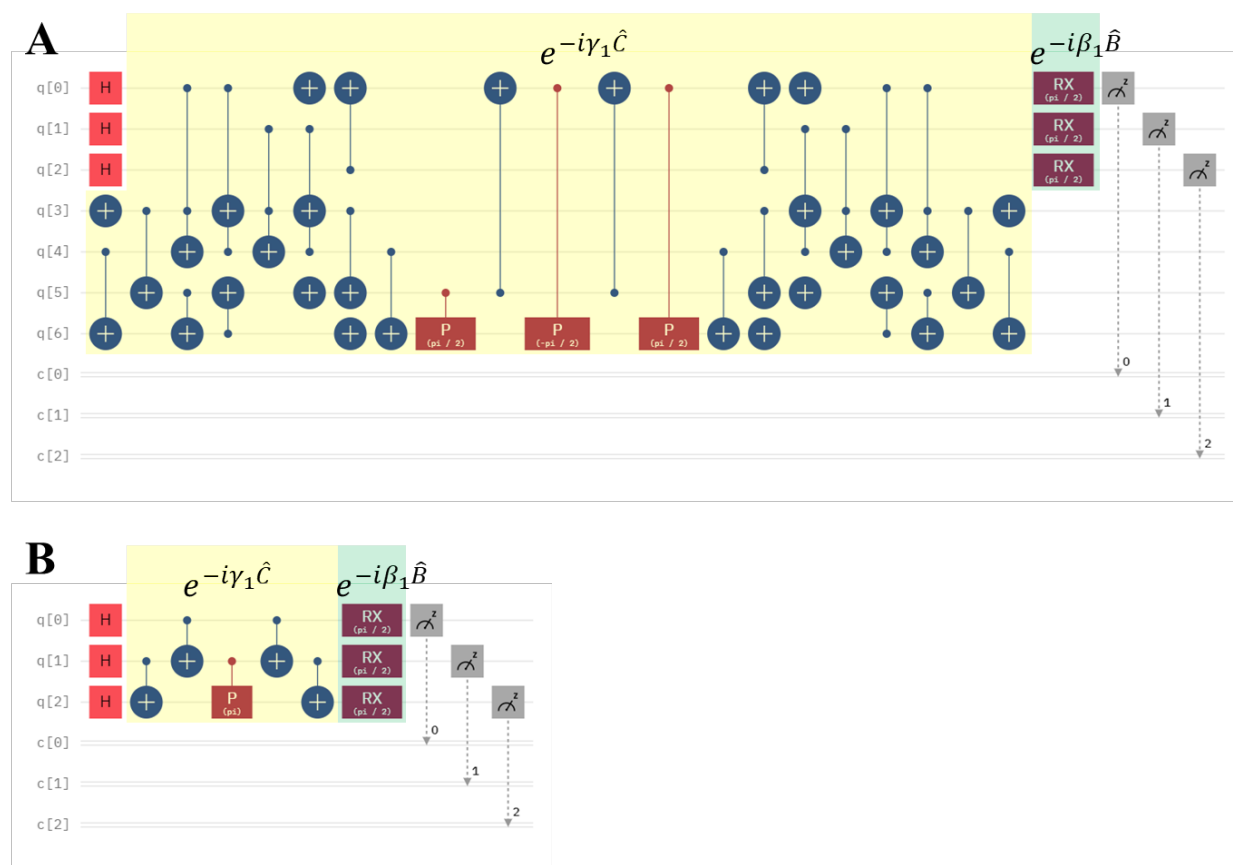 A
e^{-iγ₁Ĉ}
e^{-iβ₁B̂}
q[0] H RX (pi / 2) z
q[1] H RX (pi / 2) z
q[2] H RX (pi / 2) z
q[3]
q[4]
q[5]
q[6] P (pi / 2) P (-pi / 2) P (pi / 2)
c[0] 0
c[1] 1
c[2] 2
B
e^{-iγ₁Ĉ} e^{-iβ₁B̂}
q[0] H RX (pi / 2) z
q[1] H RX (pi / 2) z
q[2] H P (pi) RX (pi / 2) z
c[0] 0
c[1] 1
c[2] 2